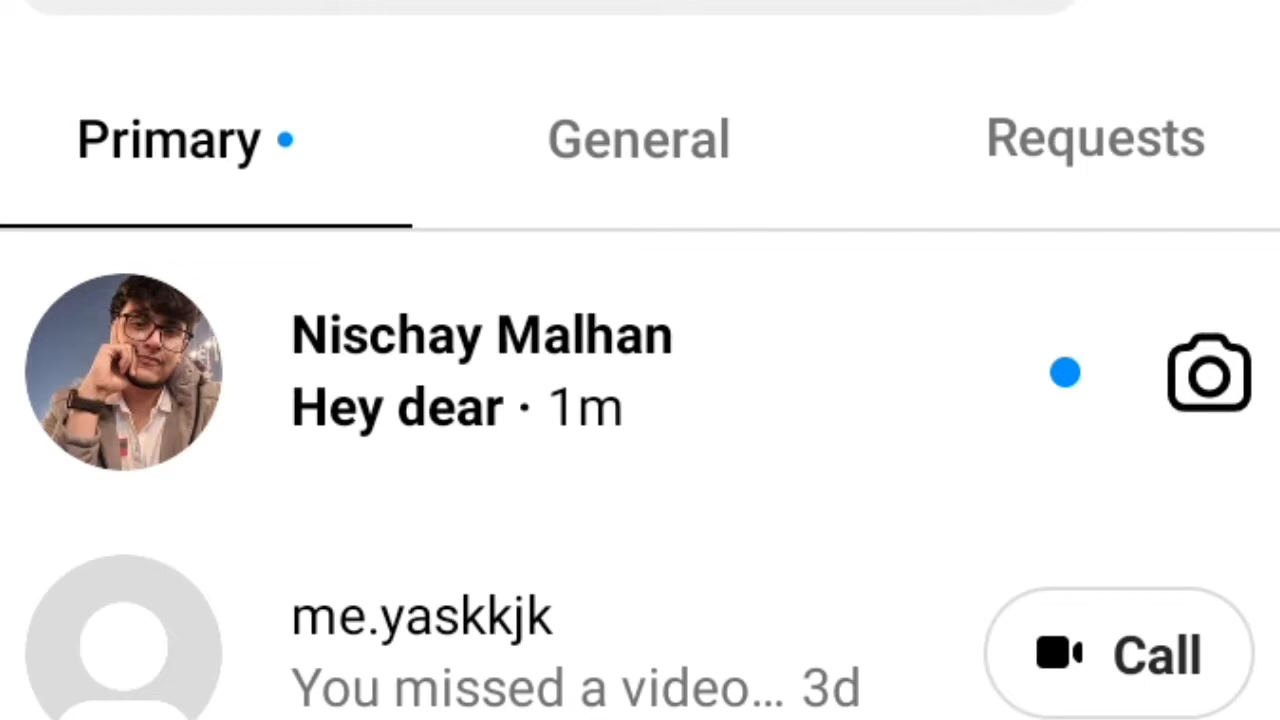 Primary
General
Requests
Nischay Malhan
Hey dear · 1m
me.yaskkjk
You missed a video… 3d
Call